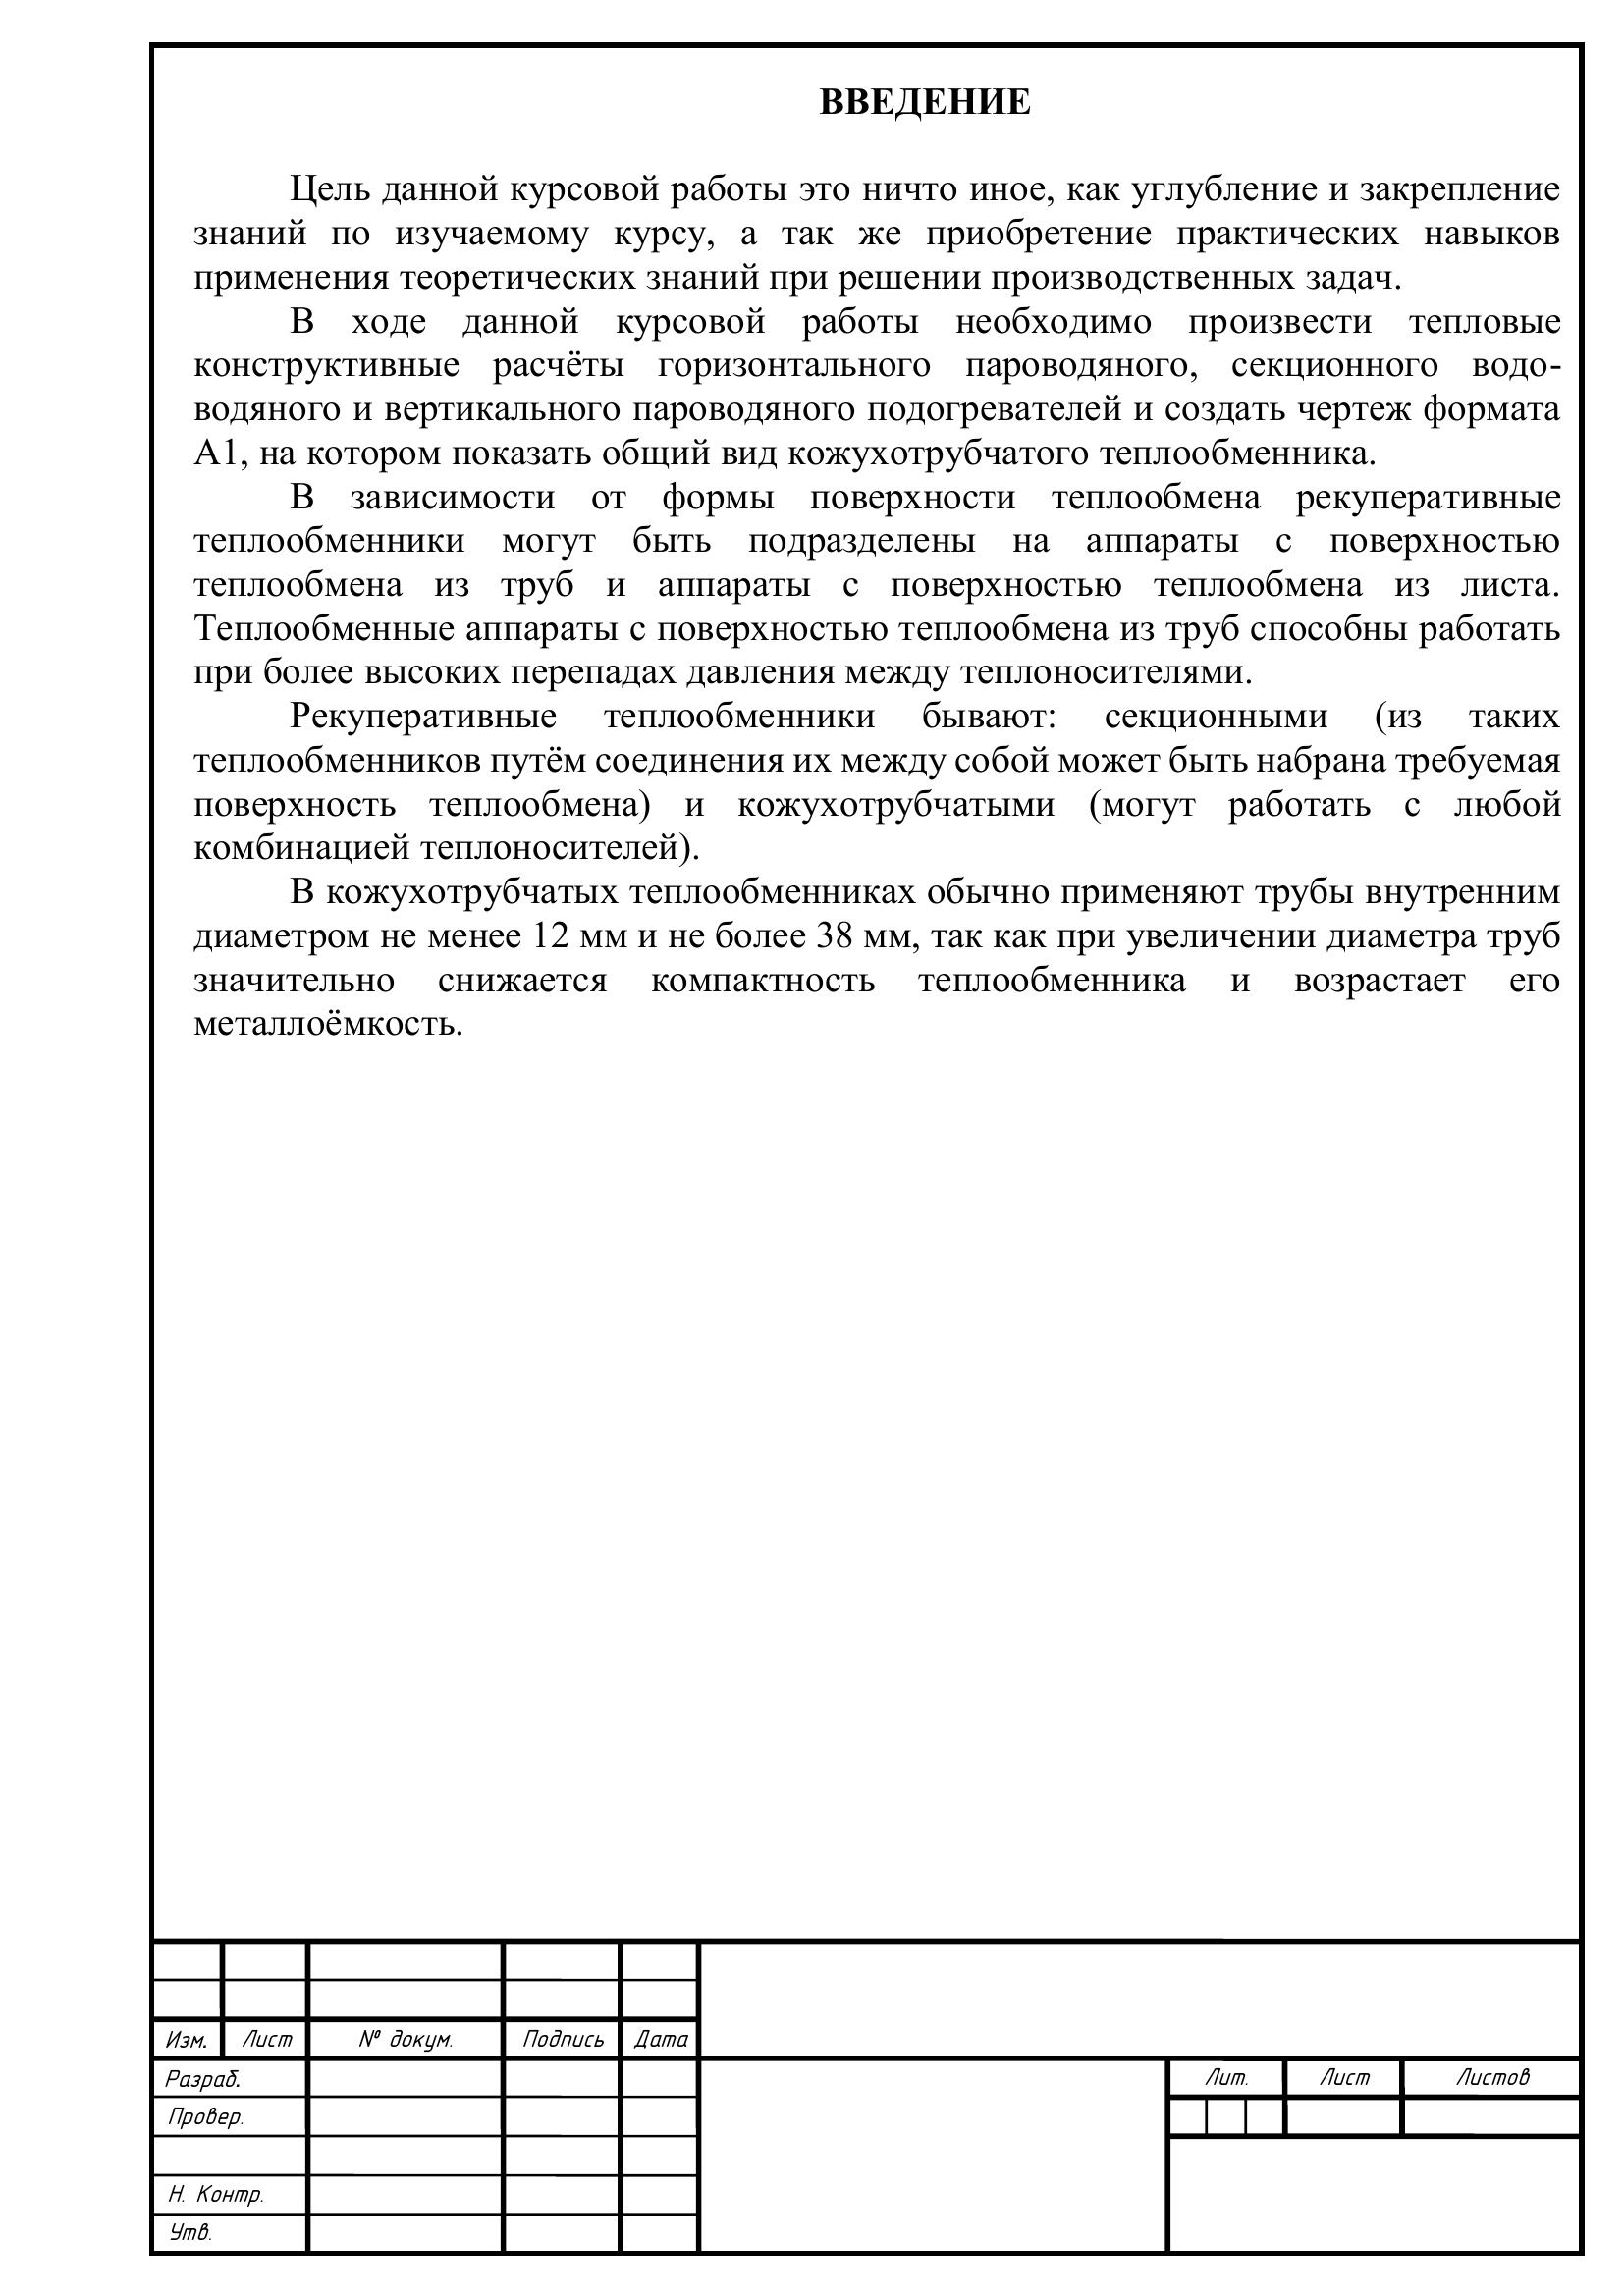 ВВЕДЕНИЕ
Цель данной курсовой работы это ничто иное, как углубление и закрепление
знаний по изучаемому курсу, а так же приобретение практических навыков
применения теоретических знаний при решении производственных задач.
В ходе данной курсовой работы необходимо произвести тепловые
конструктивные расчёты горизонтального пароводяного, секционного водо-
водяного и вертикального пароводяного подогревателей и создать чертеж формата
А1, на котором показать общий вид кожухотрубчатого теплообменника.
В зависимости от формы поверхности теплообмена рекуперативные
теплообменники могут быть подразделены на аппараты с поверхностью
теплообмена из труб и аппараты с поверхностью теплообмена из листа.
Теплообменные аппараты с поверхностью теплообмена из труб способны работать
при более высоких перепадах давления между теплоносителями.
Рекуперативные теплообменники бывают: секционными (из таких
теплообменников путём соединения их между собой может быть набрана требуемая
поверхность теплообмена) и кожухотрубчатыми (могут работать с любой
комбинацией теплоносителей).
В кожухотрубчатых теплообменниках обычно применяют трубы внутренним
диаметром не менее 12 мм и не более 38 мм, так как при увеличении диаметра труб
значительно снижается компактность теплообменника и возрастает его
металлоёмкость.
Изм. Лист № докум. Подпись Дата
Разраб. Лит. Лист Листов
Провер.
Н. Контр.
Утв.